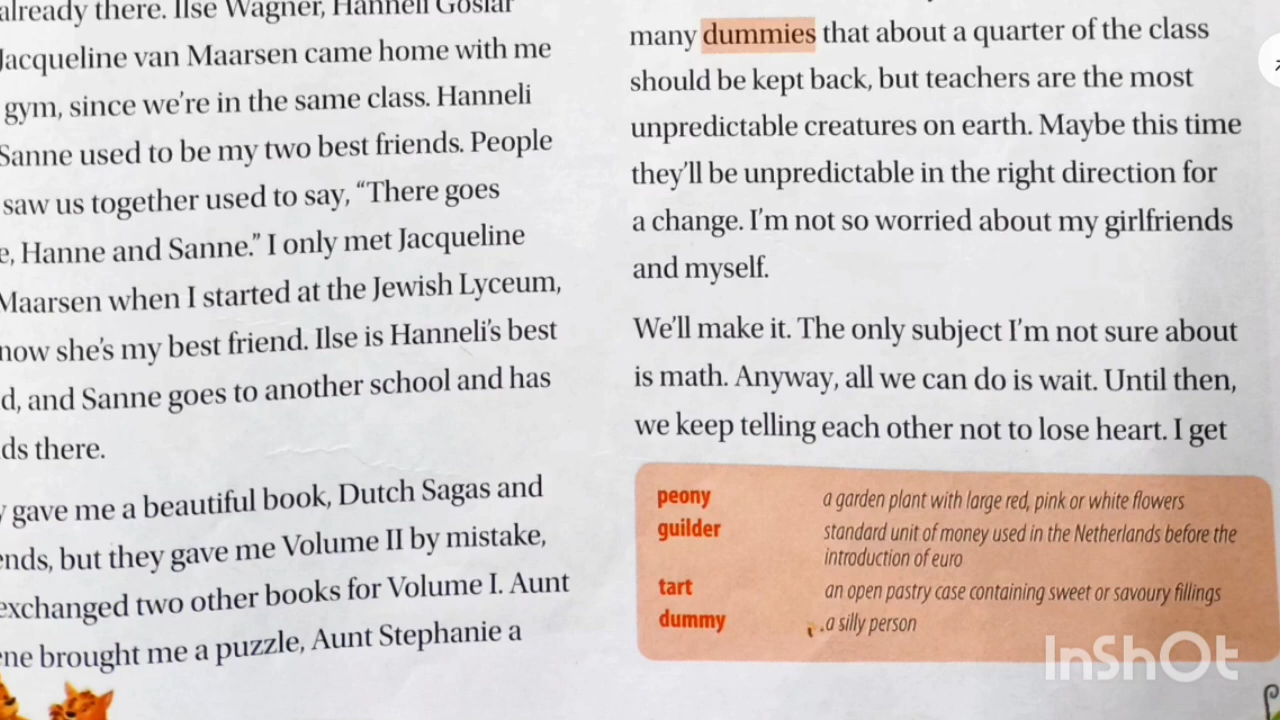 already there. Ilse Wagner, Hanneli Goslar
Jacqueline van Maarsen came home with me
gym, since we're in the same class. Hanneli
Sanne used to be my two best friends. People
saw us together used to say, “There goes
e, Hanne and Sanne.” I only met Jacqueline
Maarsen when I started at the Jewish Lyceum,
now she's my best friend. Ilse is Hanneli's best
d, and Sanne goes to another school and has
ds there.
y gave me a beautiful book, Dutch Sagas and
ends, but they gave me Volume II by mistake,
exchanged two other books for Volume I. Aunt
ene brought me a puzzle, Aunt Stephanie a
many dummies that about a quarter of the class
should be kept back, but teachers are the most
unpredictable creatures on earth. Maybe this time
they'll be unpredictable in the right direction for
a change. I'm not so worried about my girlfriends
and myself.
We'll make it. The only subject I'm not sure about
is math. Anyway, all we can do is wait. Until then,
we keep telling each other not to lose heart. I get
peony a garden plant with large red, pink or white flowers
guilder standard unit of money used in the Netherlands before the
introduction of euro
tart an open pastry case containing sweet or savoury fillings
dummy a silly person
InShOt